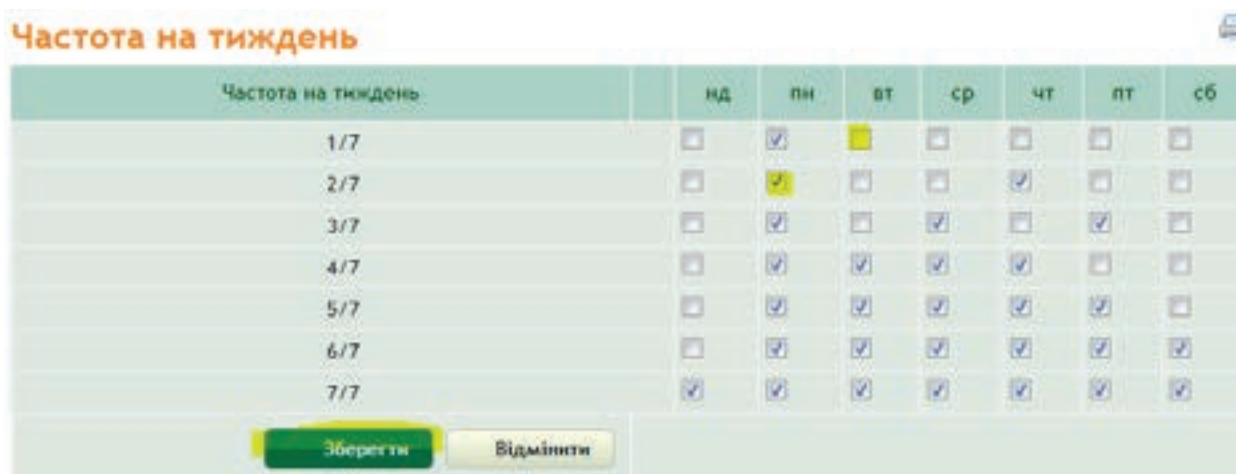 Частота на тиждень
Частота на тиждень нд пн вт ср чт пт сб
1/7
2/7
3/7
4/7
5/7
6/7
7/7
Зберегти Відмінити